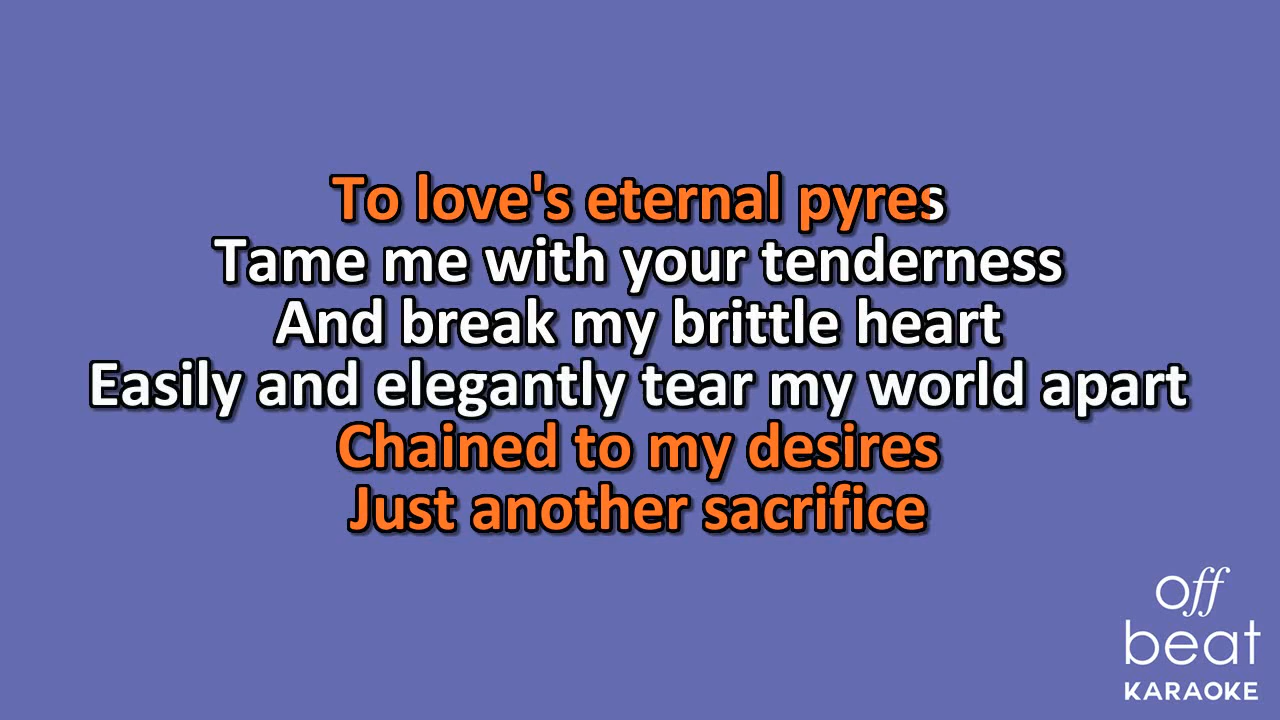 To love's eternal pyres
Tame me with your tenderness
And break my brittle heart
Easily and elegantly tear my world apart
Chained to my desires
Just another sacrifice
off
beat
KARAOKE